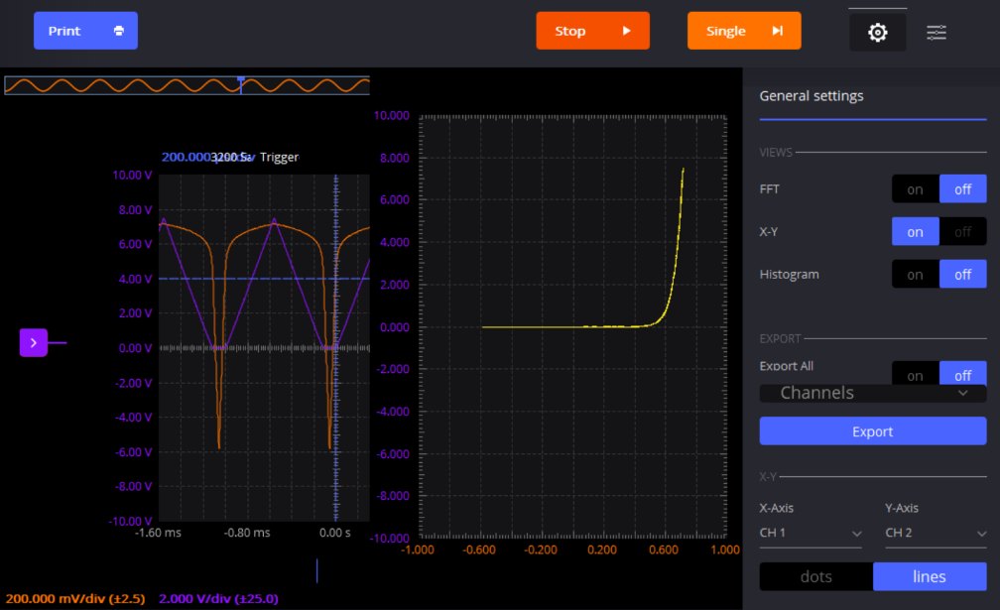 Print Stop Single
General settings
VIEWS
FFT on off
X-Y on off
Histogram on off
EXPORT
Export All on off
Channels
Export
X-Y
X-Axis Y-Axis
CH 1 CH 2
dots lines
200.000 3200 Sa Trigger
10.00 V
8.00 V
6.00 V
4.00 V
2.00 V
0.00 V
-2.00 V
-4.00 V
-6.00 V
-8.00 V
-10.00 V
-1.60 ms -0.80 ms 0.00 s
10.000
8.000
6.000
4.000
2.000
0.000
-2.000
-4.000
-6.000
-8.000
-10.000
-1.000 -0.600 -0.200 0.200 0.600 1.000
200.000 mV/div (±2.5) 2.000 V/div (±25.0)